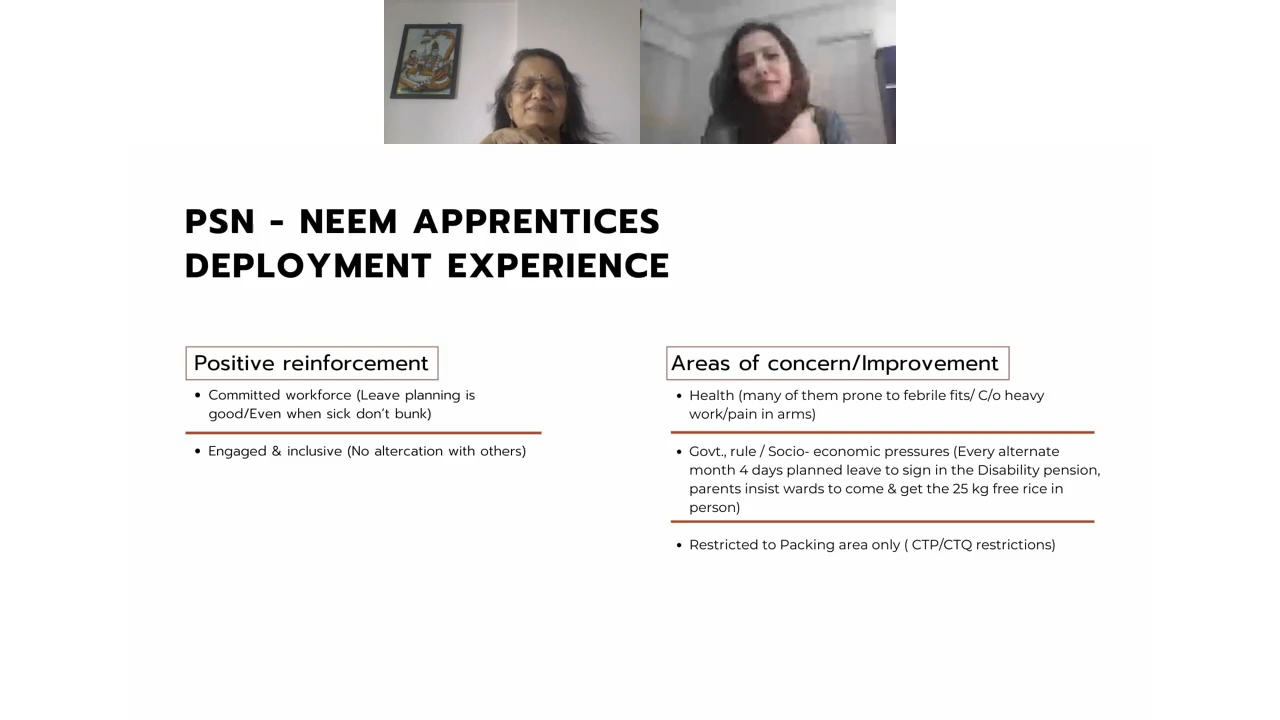 PSN - NEEM APPRENTICES
DEPLOYMENT EXPERIENCE
Positive reinforcement
• Committed workforce (Leave planning is
good/Even when sick don't bunk)
• Engaged & inclusive (No altercation with others)
Areas of concern/Improvement
• Health (many of them prone to febrile fits/ C/o heavy
work/pain in arms)
• Govt., rule / Socio- economic pressures (Every alternate
month 4 days planned leave to sign in the Disability pension,
parents insist wards to come & get the 25 kg free rice in
person)
• Restricted to Packing area only ( CTP/CTQ restrictions)